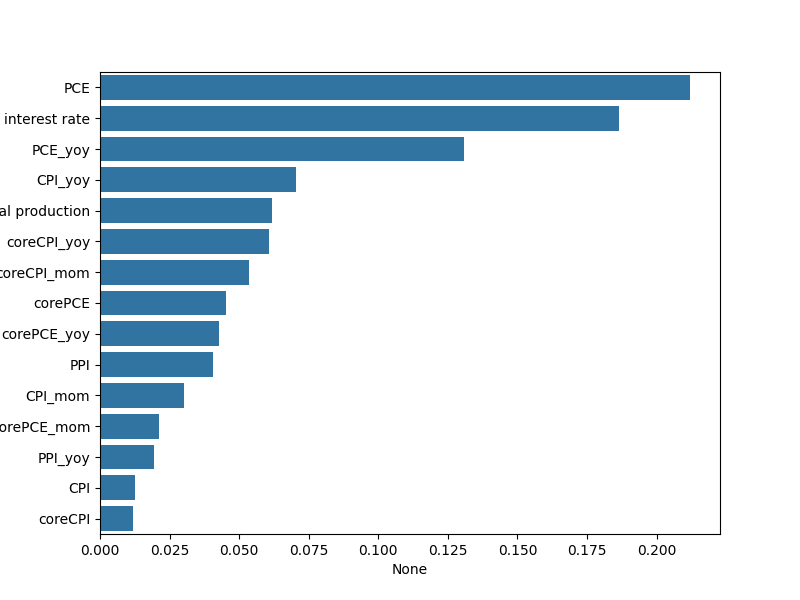 PCE
interest rate
PCE_yoy
CPI_yoy
al production
coreCPI_yoy
coreCPI_mom
corePCE
corePCE_yoy
PPI
CPI_mom
orePCE_mom
PPI_yoy
CPI
coreCPI
0.000 0.025 0.050 0.075 0.100 0.125 0.150 0.175 0.200
None